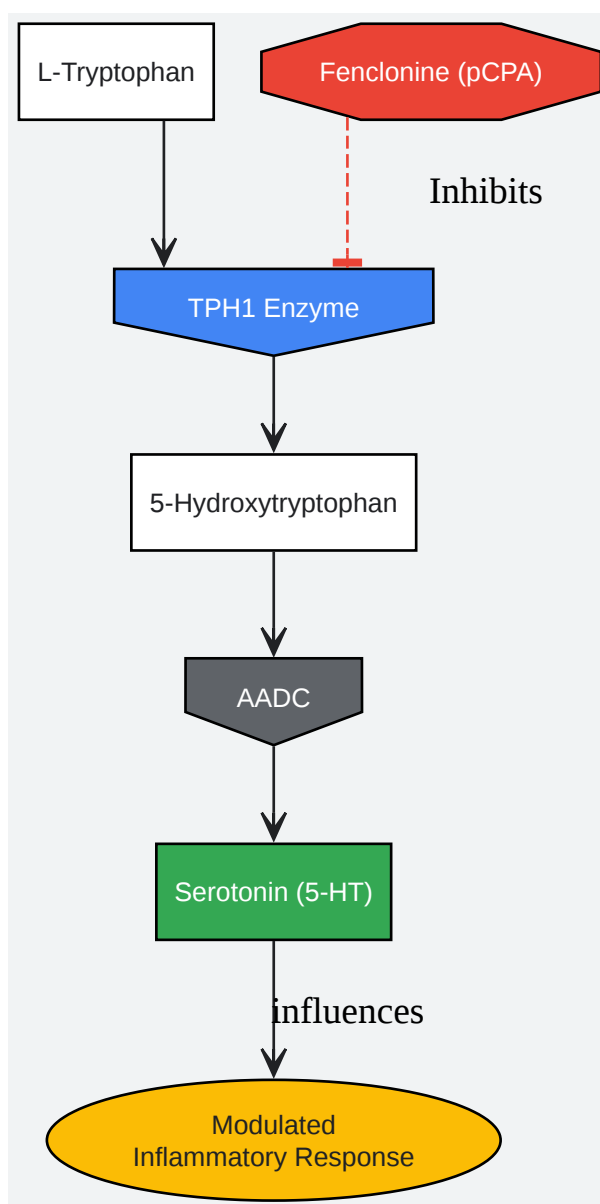 L-Tryptophan
Fenclonine (pCPA)
Inhibits
TPH1 Enzyme
5-Hydroxytryptophan
AADC
Serotonin (5-HT)
influences
Modulated
Inflammatory Response